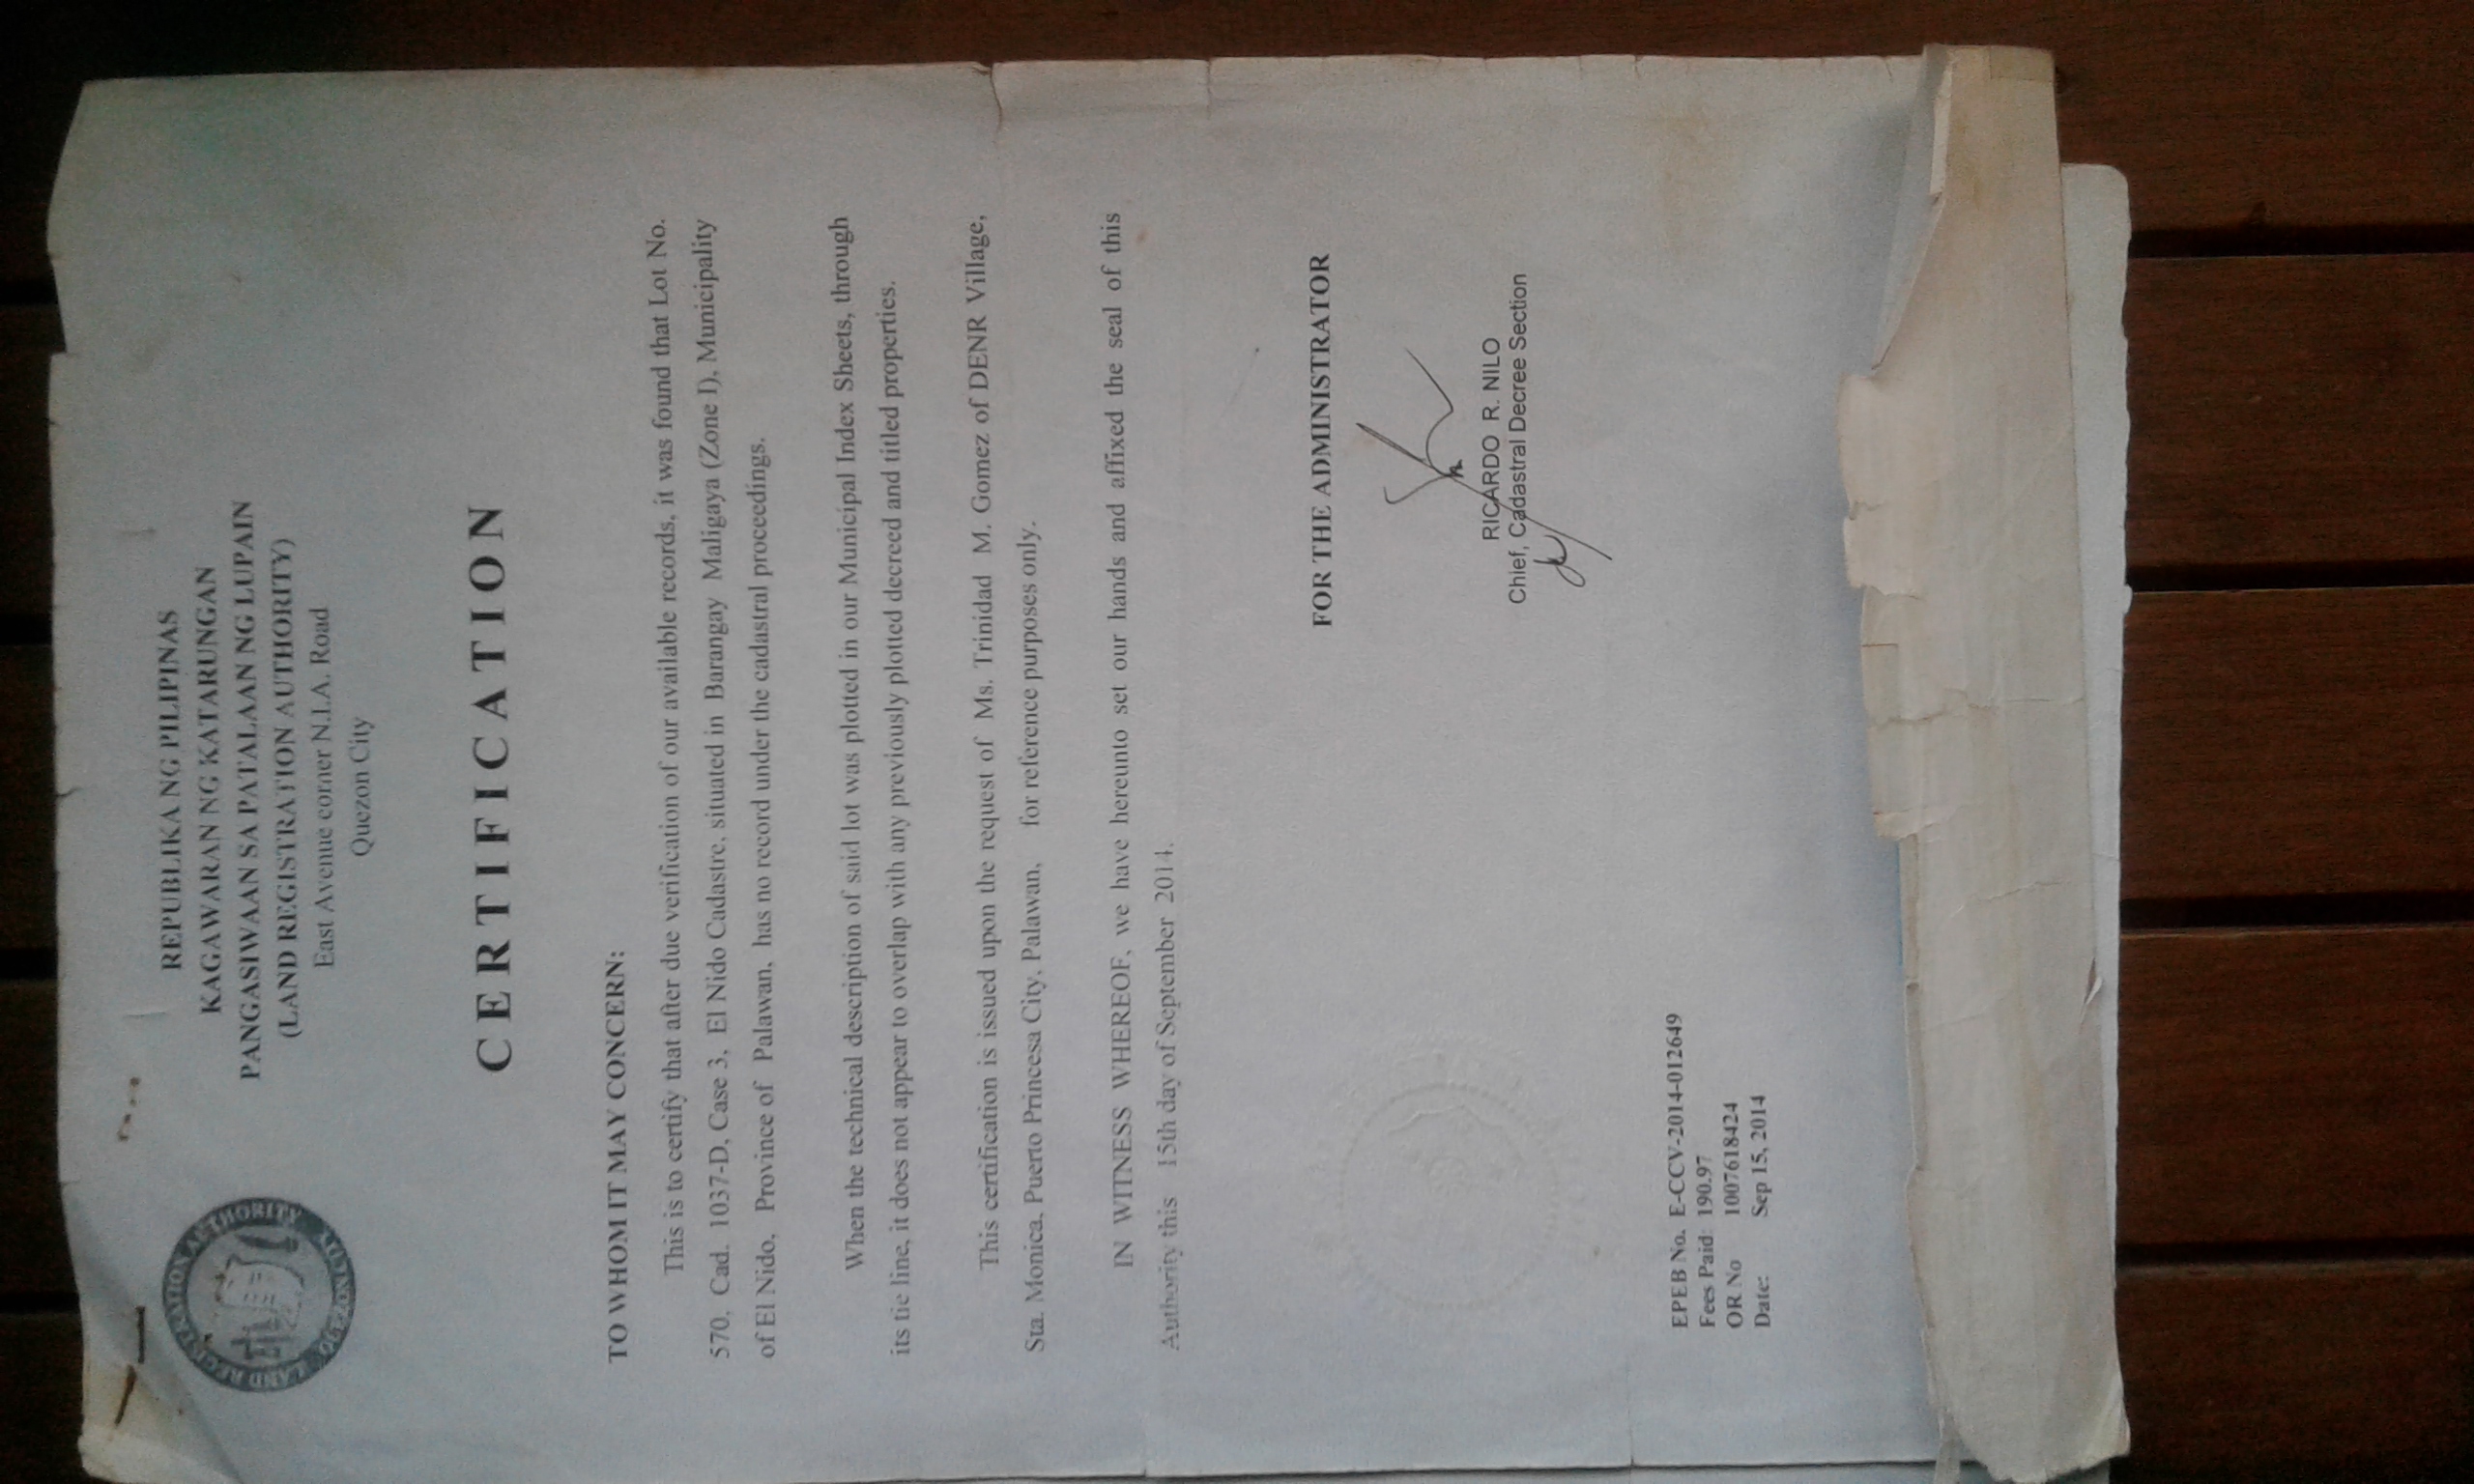 REPUBLIKA NG PILIPINAS
KAGAWARAN NG KATARUNGAN
PANGASIWAAN SA PATALAAN NG LUPAIN
(LAND REGISTRATION AUTHORITY)
East Avenue corner N.I.A. Road
Quezon City
LAND REGISTRATION AUTHORITY
CERTIFICATION
TO WHOM IT MAY CONCERN:
This is to certify that after due verification of our available records, it was found that Lot No.
570, Cad. 1037-D, Case 3, El Nido Cadastre, situated in Barangay Maligaya (Zone I), Municipality
of El Nido, Province of Palawan, has no record under the cadastral proceedings.
When the technical description of said lot was plotted in our Municipal Index Sheets, through
its tie line, it does not appear to overlap with any previously plotted decreed and titled properties.
This certification is issued upon the request of Ms. Trinidad M. Gomez of DENR Village,
Sta. Monica, Puerto Princesa City, Palawan, for reference purposes only.
IN WITNESS WHEREOF, we have hereunto set our hands and affixed the seal of this
Authority this 15th day of September 2014.
FOR THE ADMINISTRATOR
RICARDO R. NILO
Chief, Cadastral Decree Section
EPEB No. E-CCV-2014-012649
Fees Paid: 190.97
OR No 1007618424
Date: Sep 15, 2014